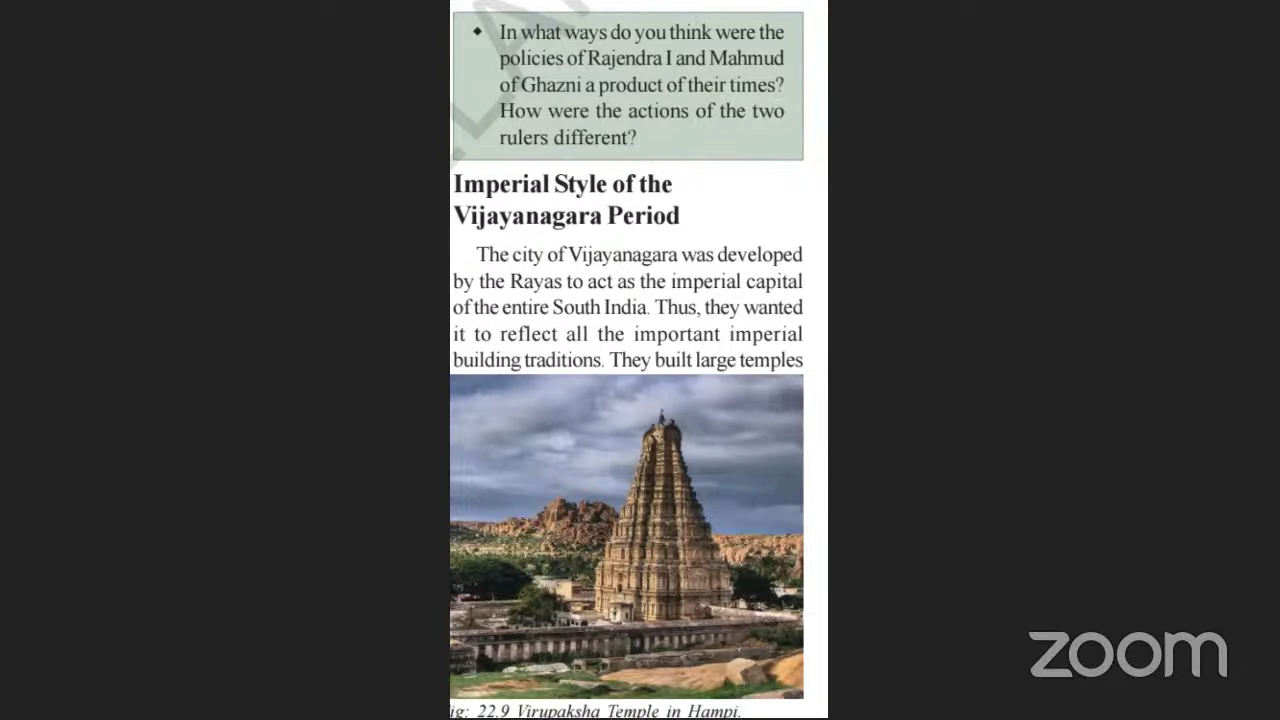 ◆ In what ways do you think were the
policies of Rajendra I and Mahmud
of Ghazni a product of their times?
How were the actions of the two
rulers different?
Imperial Style of the
Vijayanagara Period
The city of Vijayanagara was developed
by the Rayas to act as the imperial capital
of the entire South India. Thus, they wanted
it to reflect all the important imperial
building traditions. They built large temples
ig: 22.9 Virupaksha Temple in Hampi.
zoom